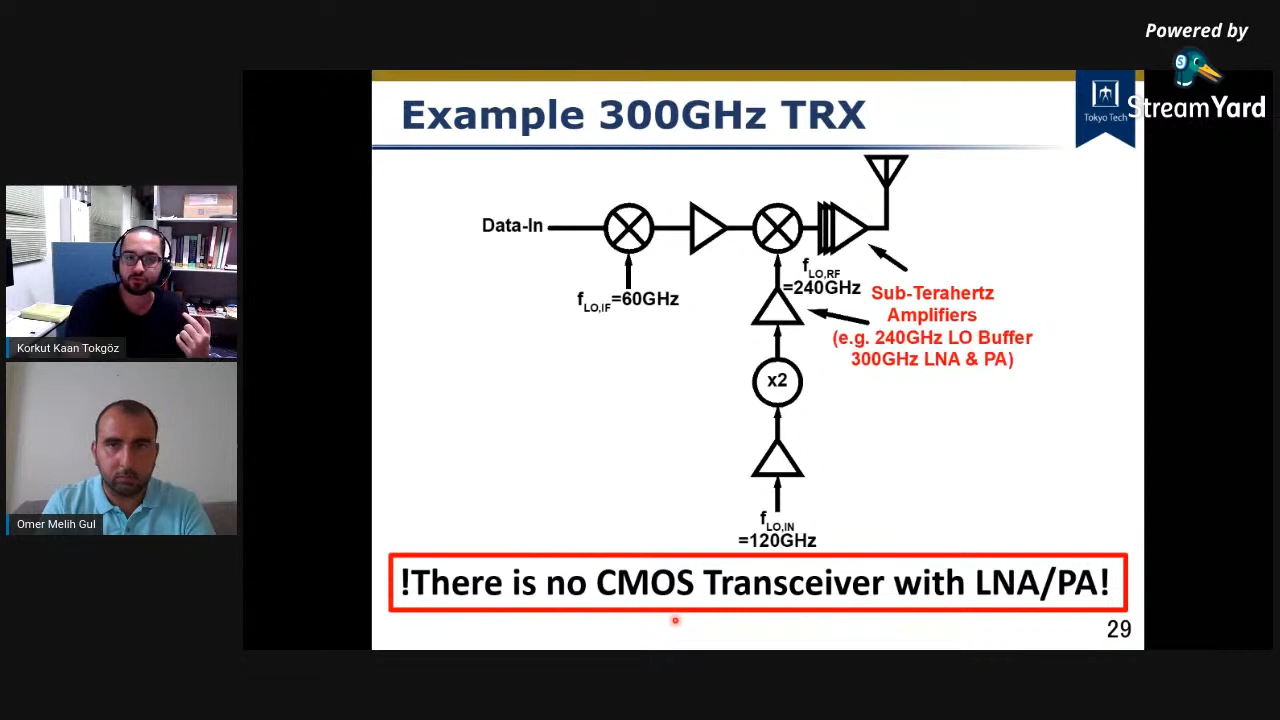 Powered by
StreamYard
Example 300GHz TRX
Tokyo Tech
Data-In
fLO,IF=60GHz
fLO,RF
=240GHz
Sub-Terahertz
Amplifiers
(e.g. 240GHz LO Buffer
300GHz LNA & PA)
x2
fLO,IN
=120GHz
!There is no CMOS Transceiver with LNA/PA!
29
Korkut Kaan Tokgöz
Omer Melih Gul